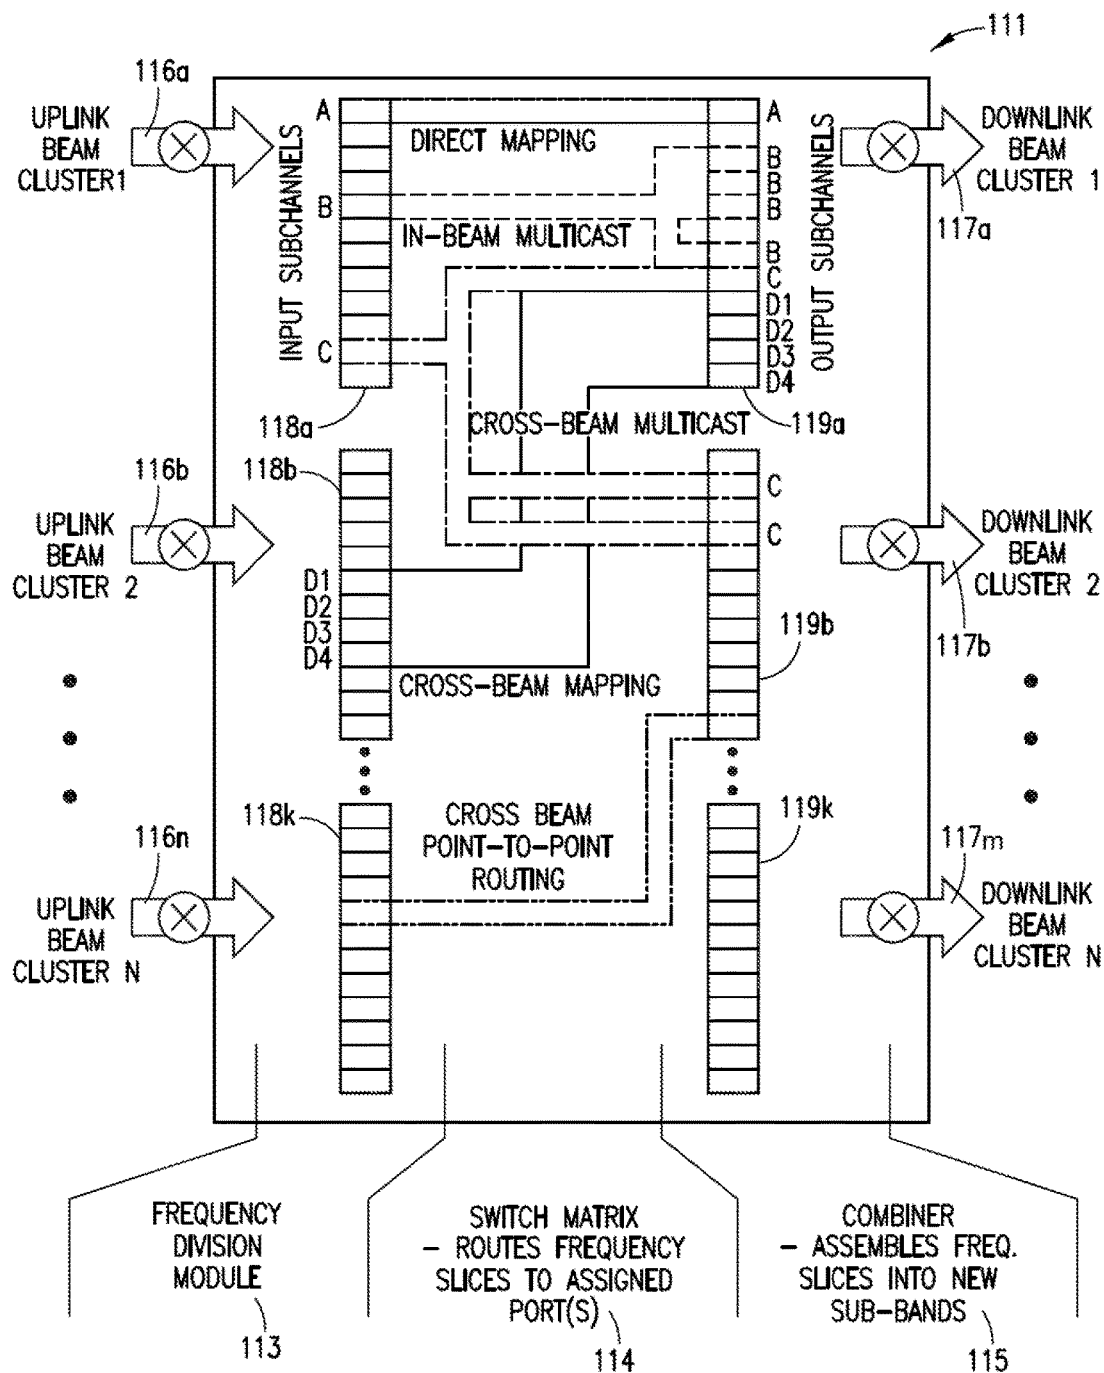 111
116a
UPLINK
BEAM
CLUSTER1
INPUT SUBCHANNELS
A
B
C
118a
DIRECT MAPPING
IN-BEAM MULTICAST
CROSS-BEAM MULTICAST
A
B
B
B
B
C
D1
D2
D3
D4
119a
OUTPUT SUBCHANNELS
DOWNLINK
BEAM
CLUSTER 1
117a
116b
UPLINK
BEAM
CLUSTER 2
118b
D1
D2
D3
D4
CROSS-BEAM MAPPING
C
C
119b
DOWNLINK
BEAM
CLUSTER 2
117b
116n
UPLINK
BEAM
CLUSTER N
118k
CROSS BEAM
POINT-TO-POINT
ROUTING
119k
117m
DOWNLINK
BEAM
CLUSTER N
FREQUENCY
DIVISION
MODULE
113
SWITCH MATRIX
- ROUTES FREQUENCY
SLICES TO ASSIGNED
PORT(S)
114
COMBINER
- ASSEMBLES FREQ.
SLICES INTO NEW
SUB-BANDS
115